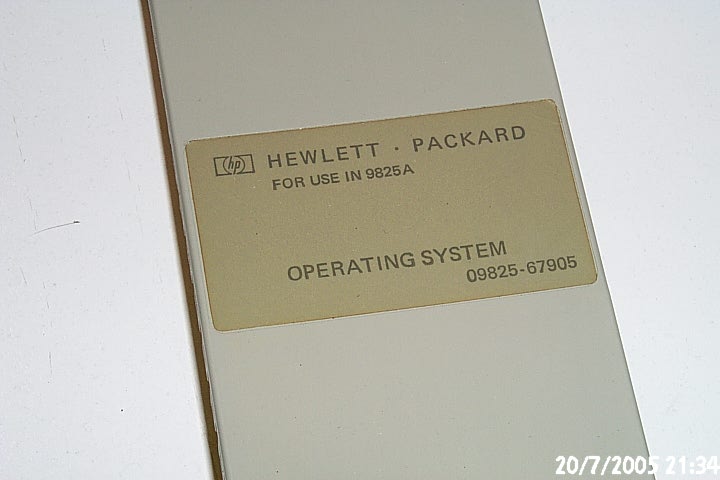 hp HEWLETT · PACKARD
FOR USE IN 9825A
OPERATING SYSTEM
09825-67905
20/7/2005 21:34